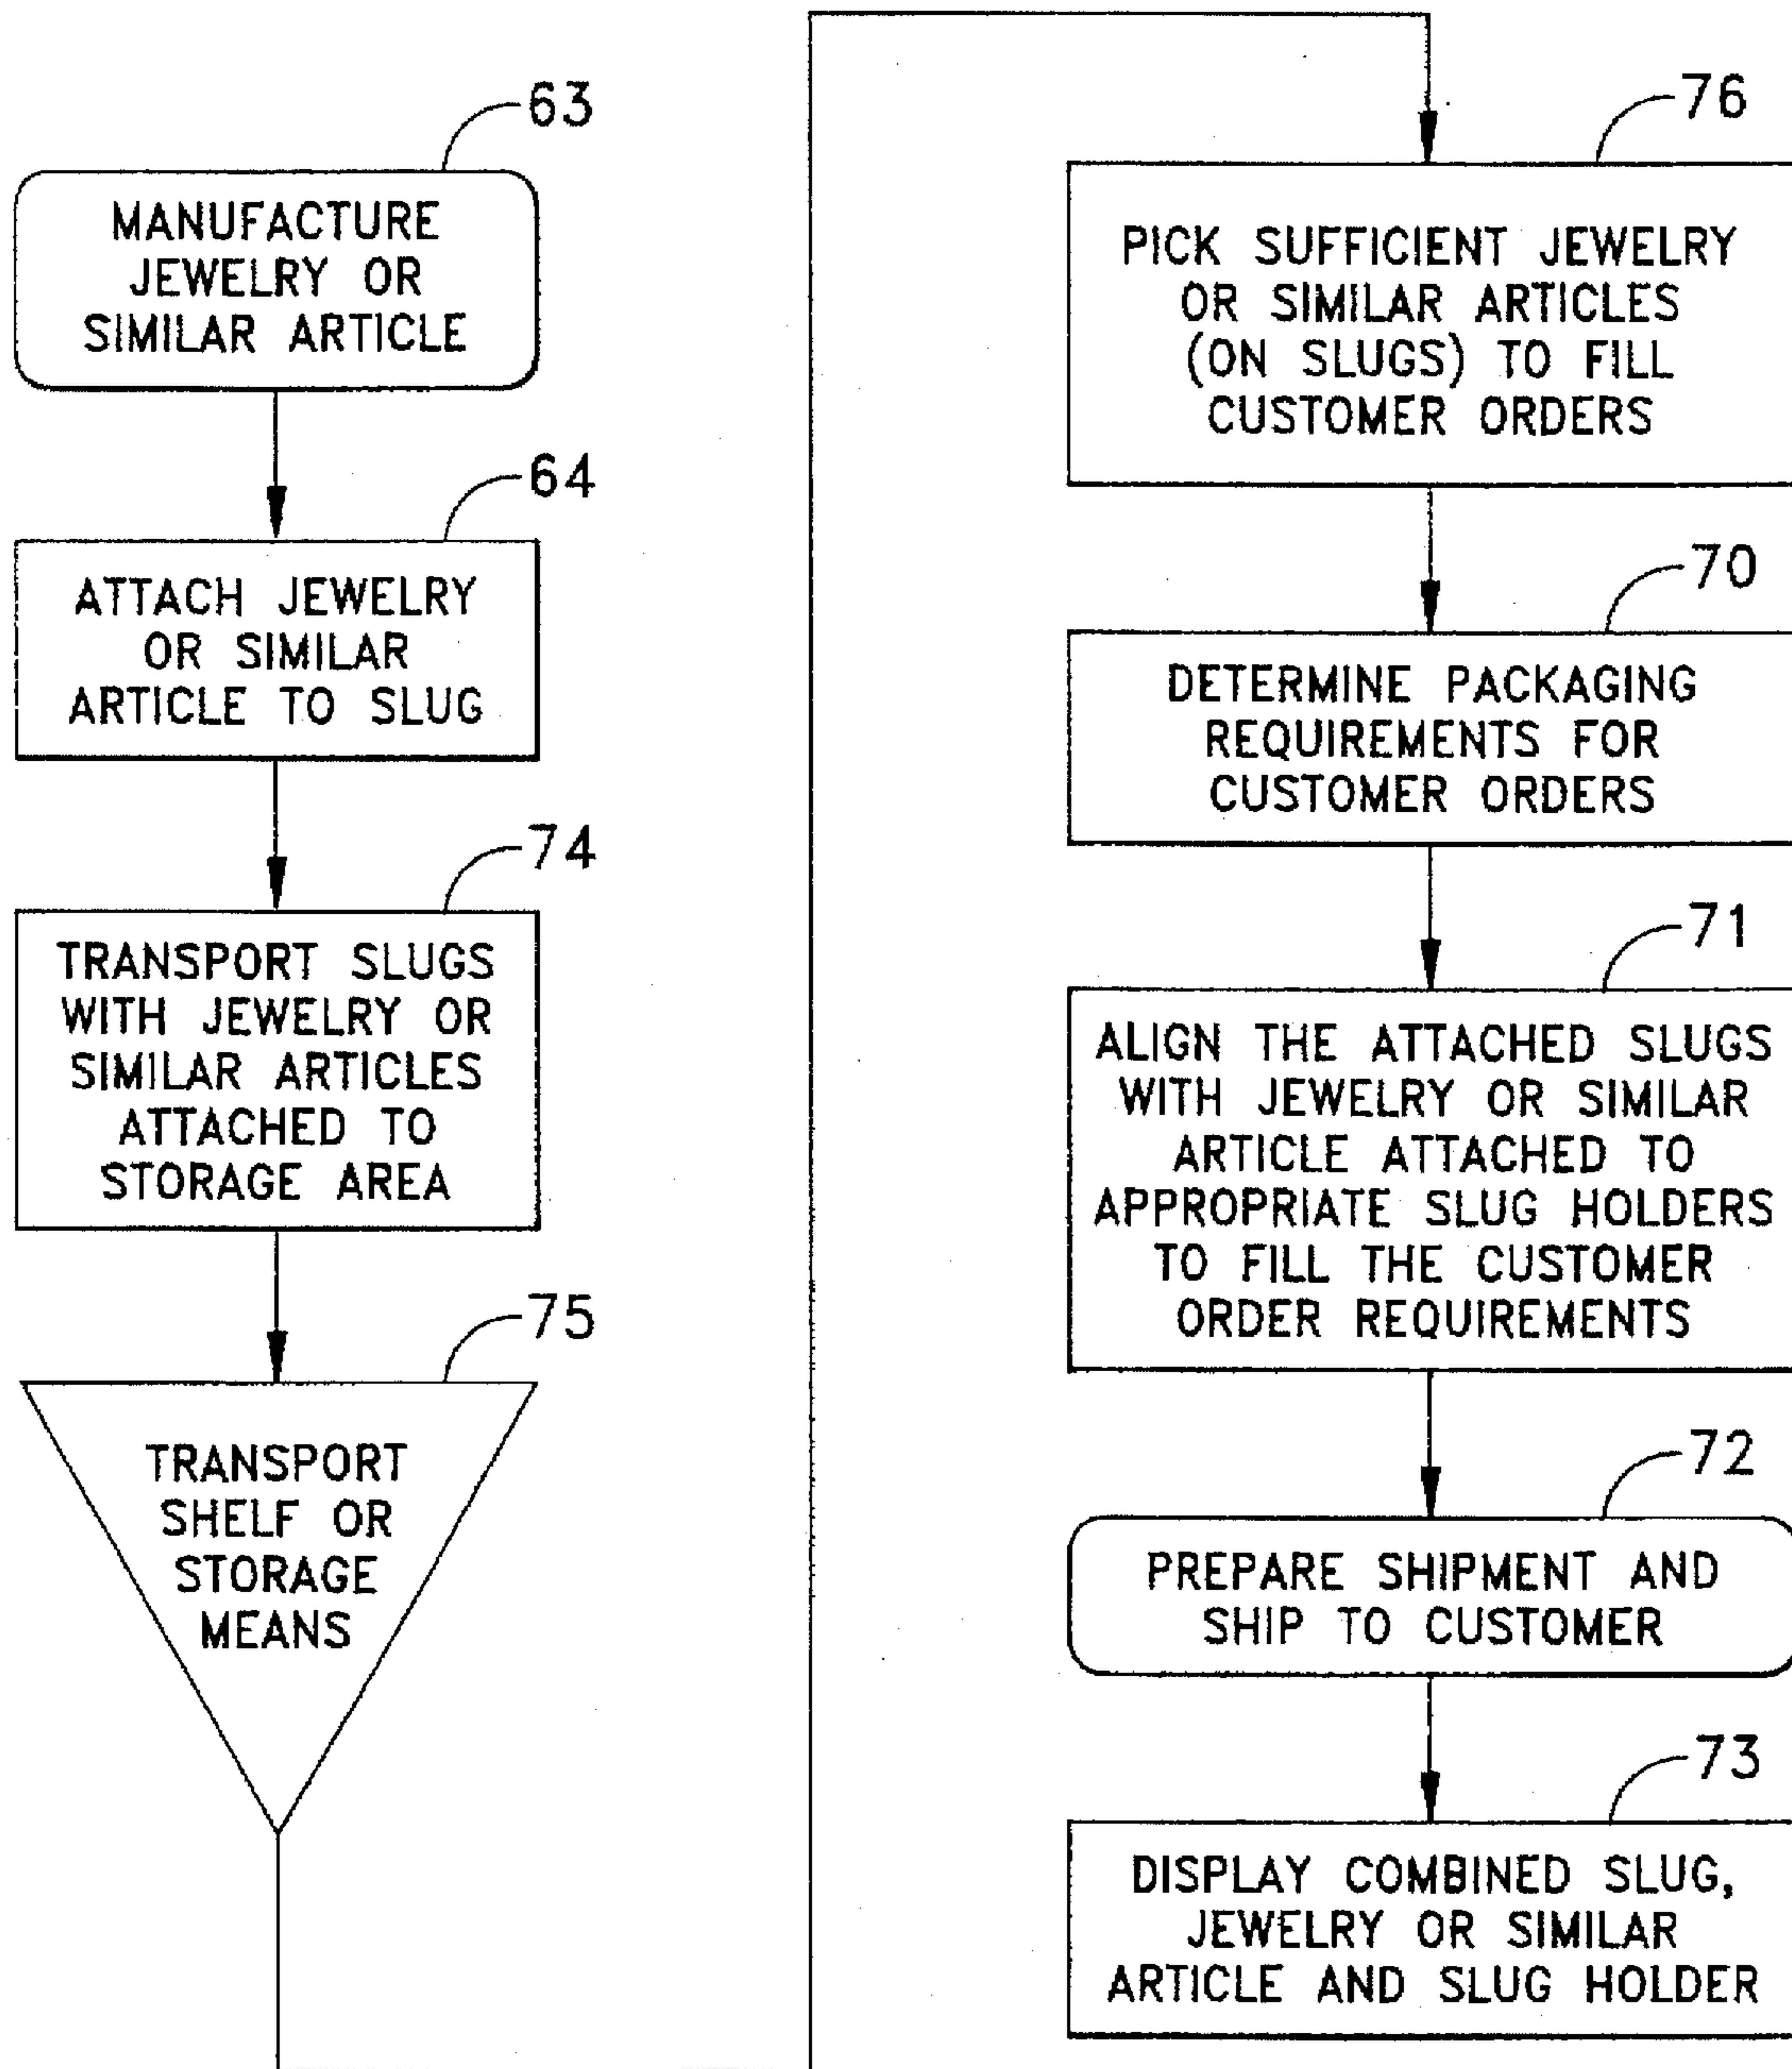 63
MANUFACTURE
JEWELRY OR
SIMILAR ARTICLE
64
ATTACH JEWELRY
OR SIMILAR
ARTICLE TO SLUG
74
TRANSPORT SLUGS
WITH JEWELRY OR
SIMILAR ARTICLES
ATTACHED TO
STORAGE AREA
75
TRANSPORT
SHELF OR
STORAGE
MEANS
76
PICK SUFFICIENT JEWELRY
OR SIMILAR ARTICLES
(ON SLUGS) TO FILL
CUSTOMER ORDERS
70
DETERMINE PACKAGING
REQUIREMENTS FOR
CUSTOMER ORDERS
71
ALIGN THE ATTACHED SLUGS
WITH JEWELRY OR SIMILAR
ARTICLE ATTACHED TO
APPROPRIATE SLUG HOLDERS
TO FILL THE CUSTOMER
ORDER REQUIREMENTS
72
PREPARE SHIPMENT AND
SHIP TO CUSTOMER
73
DISPLAY COMBINED SLUG,
JEWELRY OR SIMILAR
ARTICLE AND SLUG HOLDER